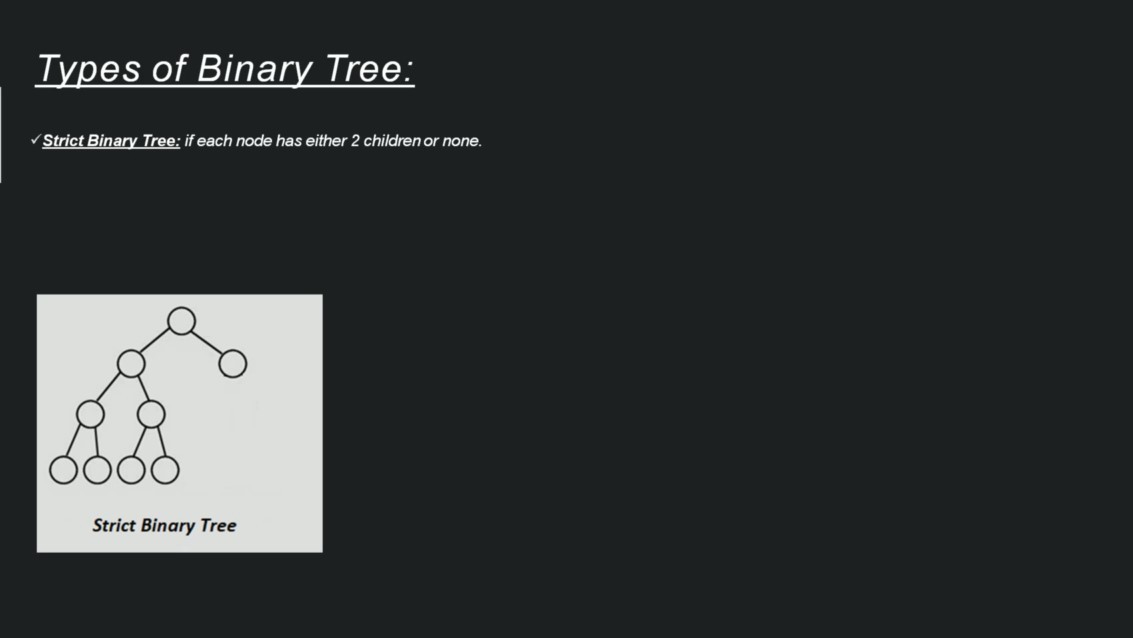 Types of Binary Tree:
✓Strict Binary Tree: if each node has either 2 children or none.
Strict Binary Tree